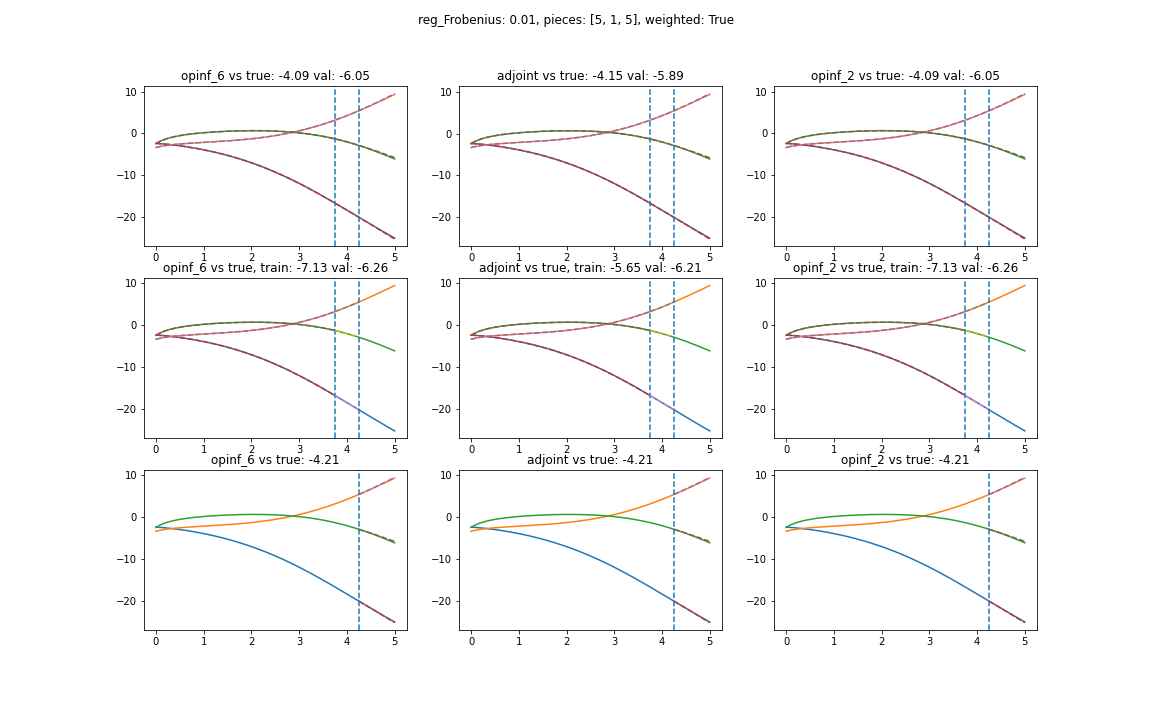 reg_Frobenius: 0.01, pieces: [5, 1, 5], weighted: True
opinf_6 vs true: -4.09 val: -6.05
adjoint vs true: -4.15 val: -5.89
opinf_2 vs true: -4.09 val: -6.05
10
0
−10
−20
0 1 2 3 4 5
10
0
−10
−20
0 1 2 3 4 5
10
0
−10
−20
0 1 2 3 4 5
opinf_6 vs true, train: -7.13 val: -6.26
adjoint vs true, train: -5.65 val: -6.21
opinf_2 vs true, train: -7.13 val: -6.26
10
0
−10
−20
0 1 2 3 4 5
10
0
−10
−20
0 1 2 3 4 5
10
0
−10
−20
0 1 2 3 4 5
opinf_6 vs true: -4.21
adjoint vs true: -4.21
opinf_2 vs true: -4.21
10
0
−10
−20
0 1 2 3 4 5
10
0
−10
−20
0 1 2 3 4 5
10
0
−10
−20
0 1 2 3 4 5